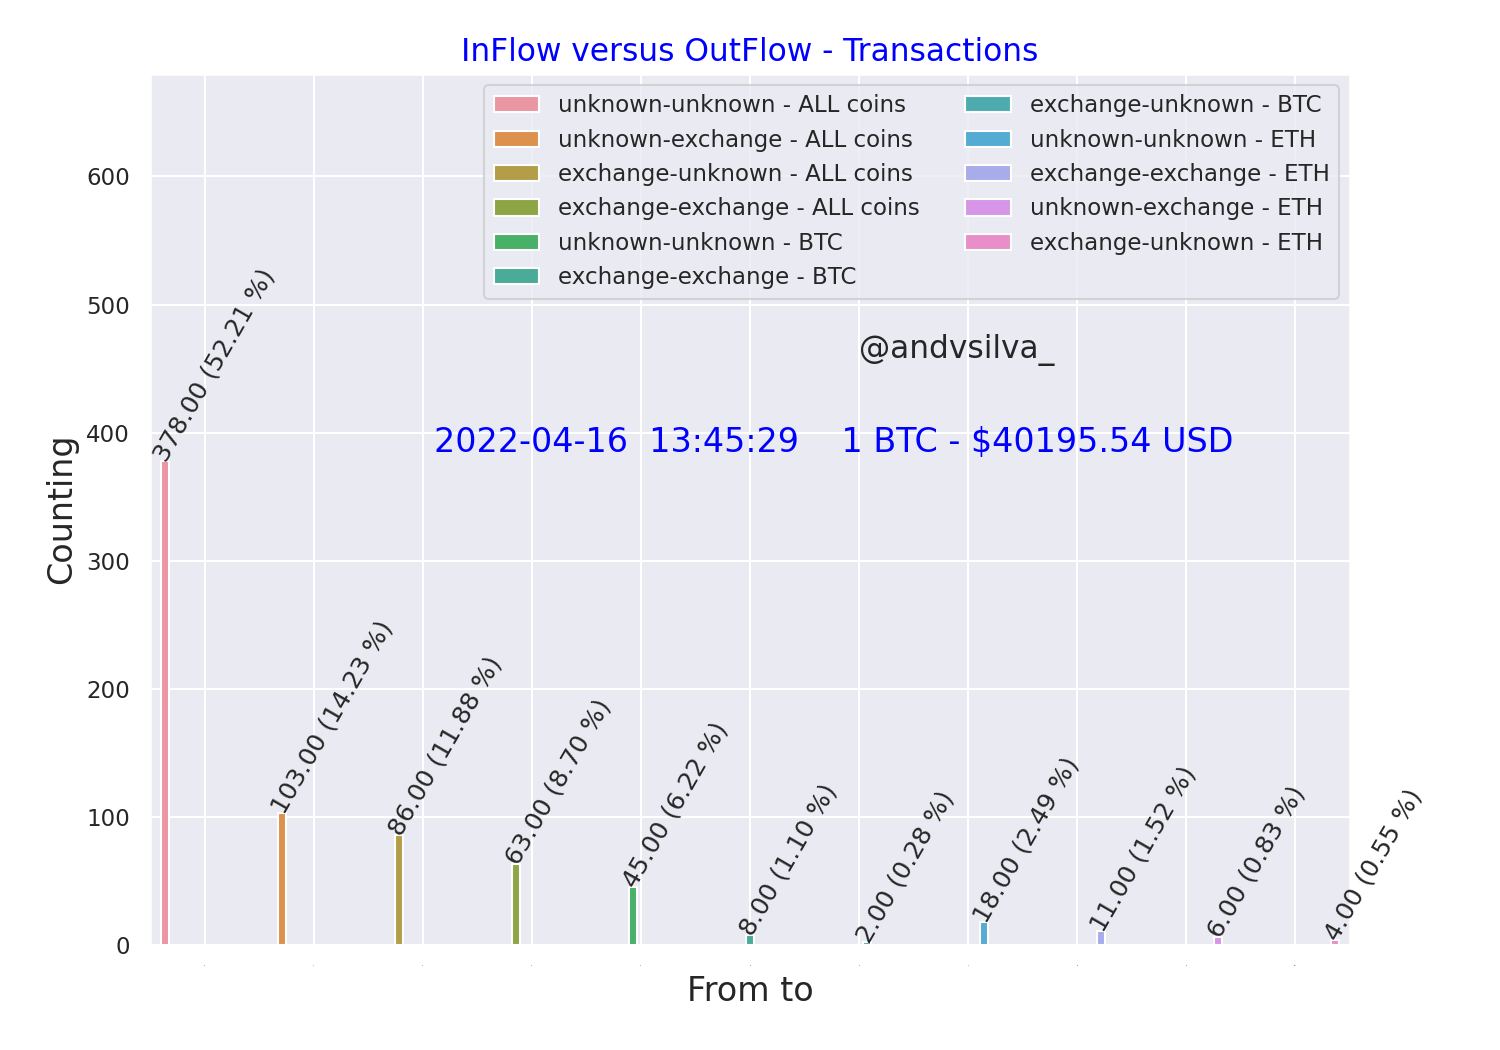 InFlow versus OutFlow - Transactions
unknown-unknown - ALL coins
unknown-exchange - ALL coins
exchange-unknown - ALL coins
exchange-exchange - ALL coins
unknown-unknown - BTC
exchange-exchange - BTC
exchange-unknown - BTC
unknown-unknown - ETH
exchange-exchange - ETH
unknown-exchange - ETH
exchange-unknown - ETH
@andvsilva_
2022-04-16  13:45:29    1 BTC - $40195.54 USD
Counting
600
500
400
300
200
100
0
378.00 (52.21 %)
103.00 (14.23 %)
86.00 (11.88 %)
63.00 (8.70 %)
45.00 (6.22 %)
8.00 (1.10 %)
2.00 (0.28 %)
18.00 (2.49 %)
11.00 (1.52 %)
6.00 (0.83 %)
4.00 (0.55 %)
From to